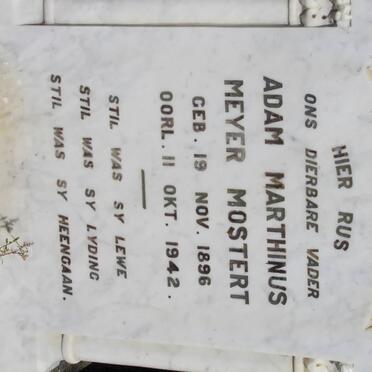 HIER RUS
ONS DIERBARE VADER
ADAM MARTHINUS
MEYER MOSTERT
GEB. 19 NOV. 1896
OORL. 11 OKT. 1942.
STIL WAS SY LEWE
STIL WAS SY LYDING
STIL WAS SY HEENGAAN.